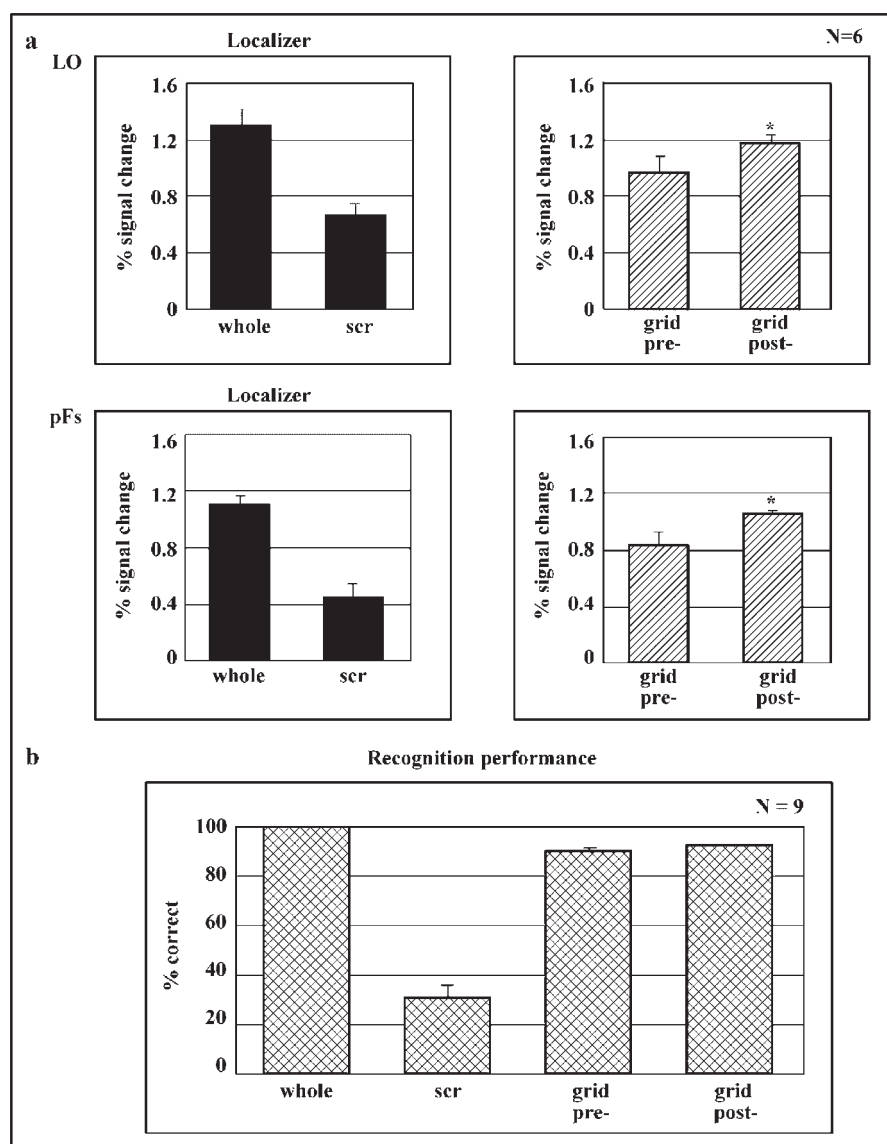 a
Localizer
N=6
LO
1.6
1.2
0.8
0.4
0
% signal change
whole
scr
1.6
1.2
0.8
0.4
0
% signal change
*
grid
pre-
grid
post-
Localizer
pFs
1.6
1.2
0.8
0.4
0
% signal change
whole
scr
1.6
1.2
0.8
0.4
0
% signal change
*
grid
pre-
grid
post-
b
Recognition performance
N = 9
100
80
60
40
20
0
% correct
whole
scr
grid
pre-
grid
post-